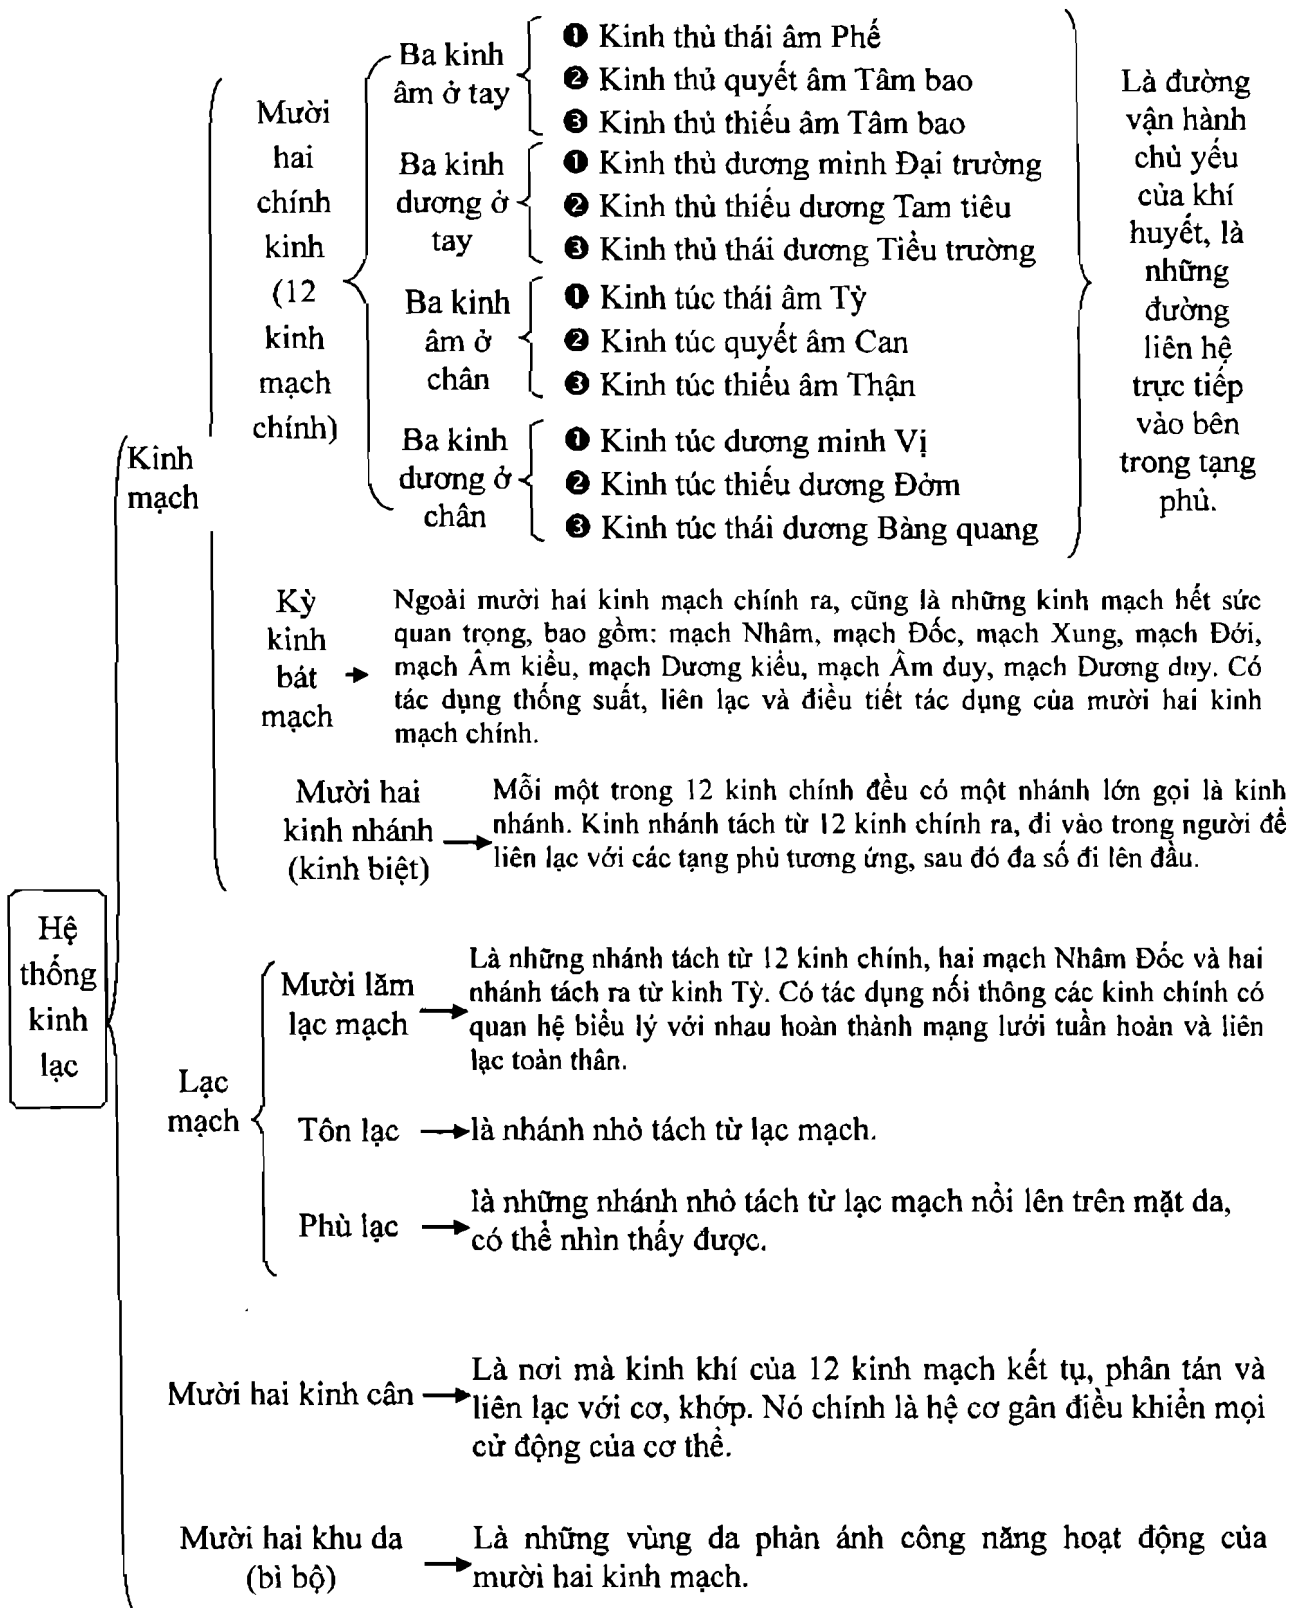 Hệ
thống
kinh
lạc
Kinh
mạch
Mười
hai
chính
kinh
(12
kinh
mạch
chính)
Ba kinh
âm ở tay
❶ Kinh thủ thái âm Phế
❷ Kinh thủ quyết âm Tâm bao
❸ Kinh thủ thiếu âm Tâm bao
Ba kinh
dương ở
tay
❶ Kinh thủ dương minh Đại trường
❷ Kinh thủ thiếu dương Tam tiêu
❸ Kinh thủ thái dương Tiểu trường
Ba kinh
âm ở
chân
❶ Kinh túc thái âm Tỳ
❷ Kinh túc quyết âm Can
❸ Kinh túc thiếu âm Thận
Ba kinh
dương ở
chân
❶ Kinh túc dương minh Vị
❷ Kinh túc thiếu dương Đởm
❸ Kinh túc thái dương Bàng quang
Là đường
vận hành
chủ yếu
của khí
huyết, là
những
đường
liên hệ
trực tiếp
vào bên
trong tạng
phủ.
Kỳ
kinh
bát
mạch
Ngoài mười hai kinh mạch chính ra, cũng là những kinh mạch hết sức
quan trọng, bao gồm: mạch Nhâm, mạch Đốc, mạch Xung, mạch Đới,
mạch Âm kiểu, mạch Dương kiểu, mạch Âm duy, mạch Dương duy. Có
tác dụng thống suất, liên lạc và điều tiết tác dụng của mười hai kinh
mạch chính.
Mười hai
kinh nhánh
(kinh biệt)
Mỗi một trong 12 kinh chính đều có một nhánh lớn gọi là kinh
nhánh. Kinh nhánh tách từ 12 kinh chính ra, đi vào trong người để
liên lạc với các tạng phủ tương ứng, sau đó đa số đi lên đầu.
Lạc
mạch
Mười lăm
lạc mạch
Là những nhánh tách từ 12 kinh chính, hai mạch Nhâm Đốc và hai
nhánh tách ra từ kinh Tỳ. Có tác dụng nối thông các kinh chính có
quan hệ biểu lý với nhau hoàn thành mạng lưới tuần hoàn và liên
lạc toàn thân.
Tôn lạc
là nhánh nhỏ tách từ lạc mạch.
Phù lạc
là những nhánh nhỏ tách từ lạc mạch nổi lên trên mặt da,
có thể nhìn thấy được.
Mười hai kinh cân
Là nơi mà kinh khí của 12 kinh mạch kết tụ, phân tán và
liên lạc với cơ, khớp. Nó chính là hệ cơ gân điều khiển mọi
cử động của cơ thể.
Mười hai khu da
(bì bộ)
Là những vùng da phản ánh công năng hoạt động của
mười hai kinh mạch.